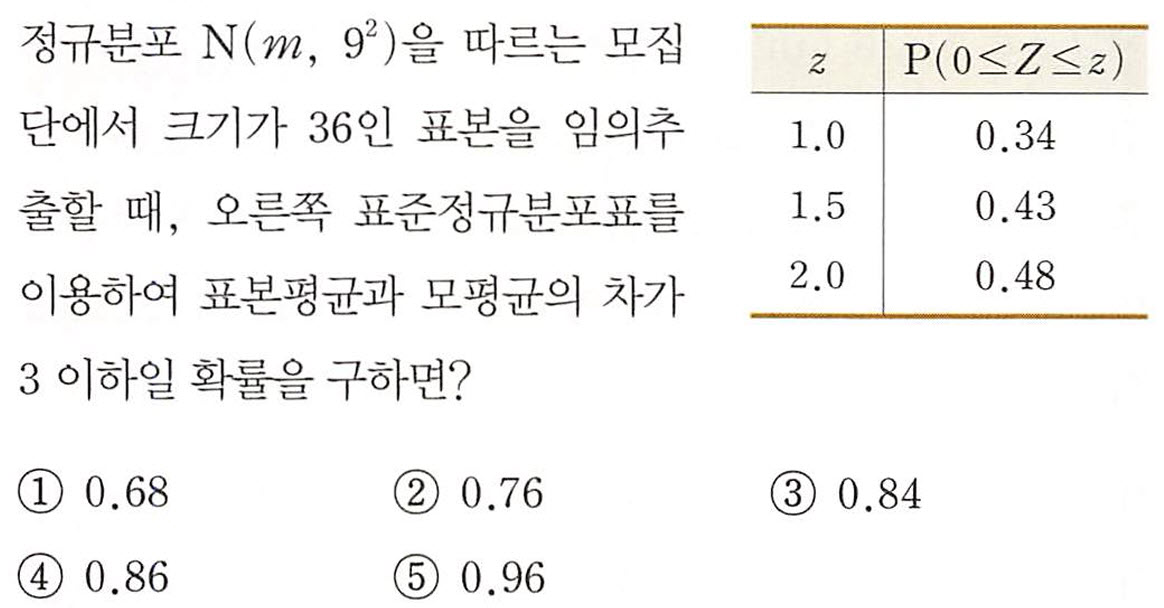 정규분포 N(m, 9²)을 따르는 모집
단에서 크기가 36인 표본을 임의추
출할 때, 오른쪽 표준정규분포표를
이용하여 표본평균과 모평균의 차가
3 이하일 확률을 구하면?
z P(0≤Z≤z)
1.0 0.34
1.5 0.43
2.0 0.48
① 0.68 ② 0.76 ③ 0.84
④ 0.86 ⑤ 0.96